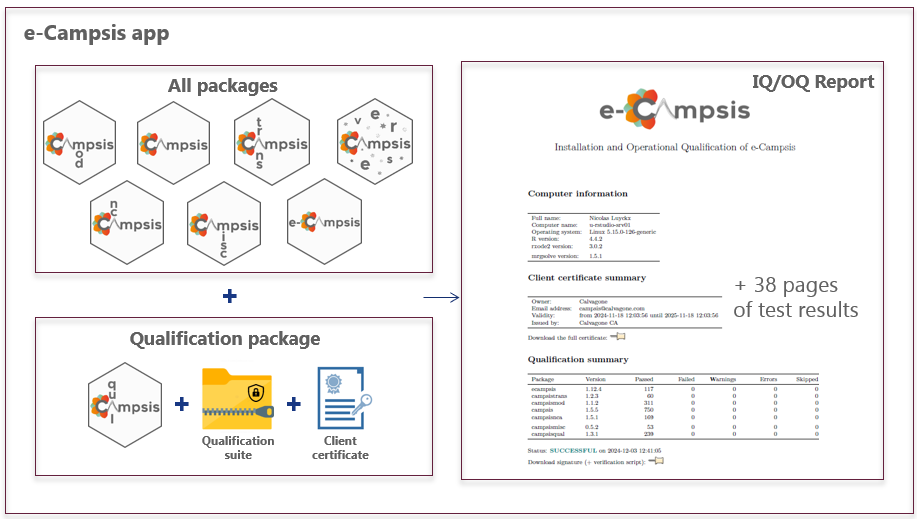 e-Campsis app
All packages
Campsis
mod
Campsis
Campsis
trans
Campsis
verse
Campsis
nca
Campsis
misc
e-Campsis
+
Qualification package
Campsis
qual
+
+
Qualification
suite
Client
certificate
IQ/OQ Report
e-Campsis
Installation and Operational Qualification of e-Campsis
Computer information
Full name: Nicolas Luyckx
Computer name: u-rstudio-srv01
Operating system: Linux 5.15.0-126-generic
R version: 4.4.2
rxode2 version: 3.0.2
mrgsolve version: 1.5.1
Client certificate summary
Owner: Calvagone
Email address: campsis@calvagone.com
Validity: from 2024-11-18 12:03:56 until 2025-11-18 12:03:56
Issued by: Calvagone CA
Download the full certificate:
+ 38 pages
of test results
Qualification summary
Package Version Passed Failed Warnings Errors Skipped
ecampsis 1.12.4 117 0 0 0 0
campsistrans 1.2.3 60 0 0 0 0
campsismod 1.1.2 311 0 0 0 0
campsis 1.5.5 750 0 0 0 0
campsisnca 1.5.1 169 0 0 0 0
campsismisc 0.5.2 53 0 0 0 0
campsisqual 1.3.1 239 0 0 0 0
Status: SUCCESSFUL on 2024-12-03 12:41:05
Download signature (+ verification script):